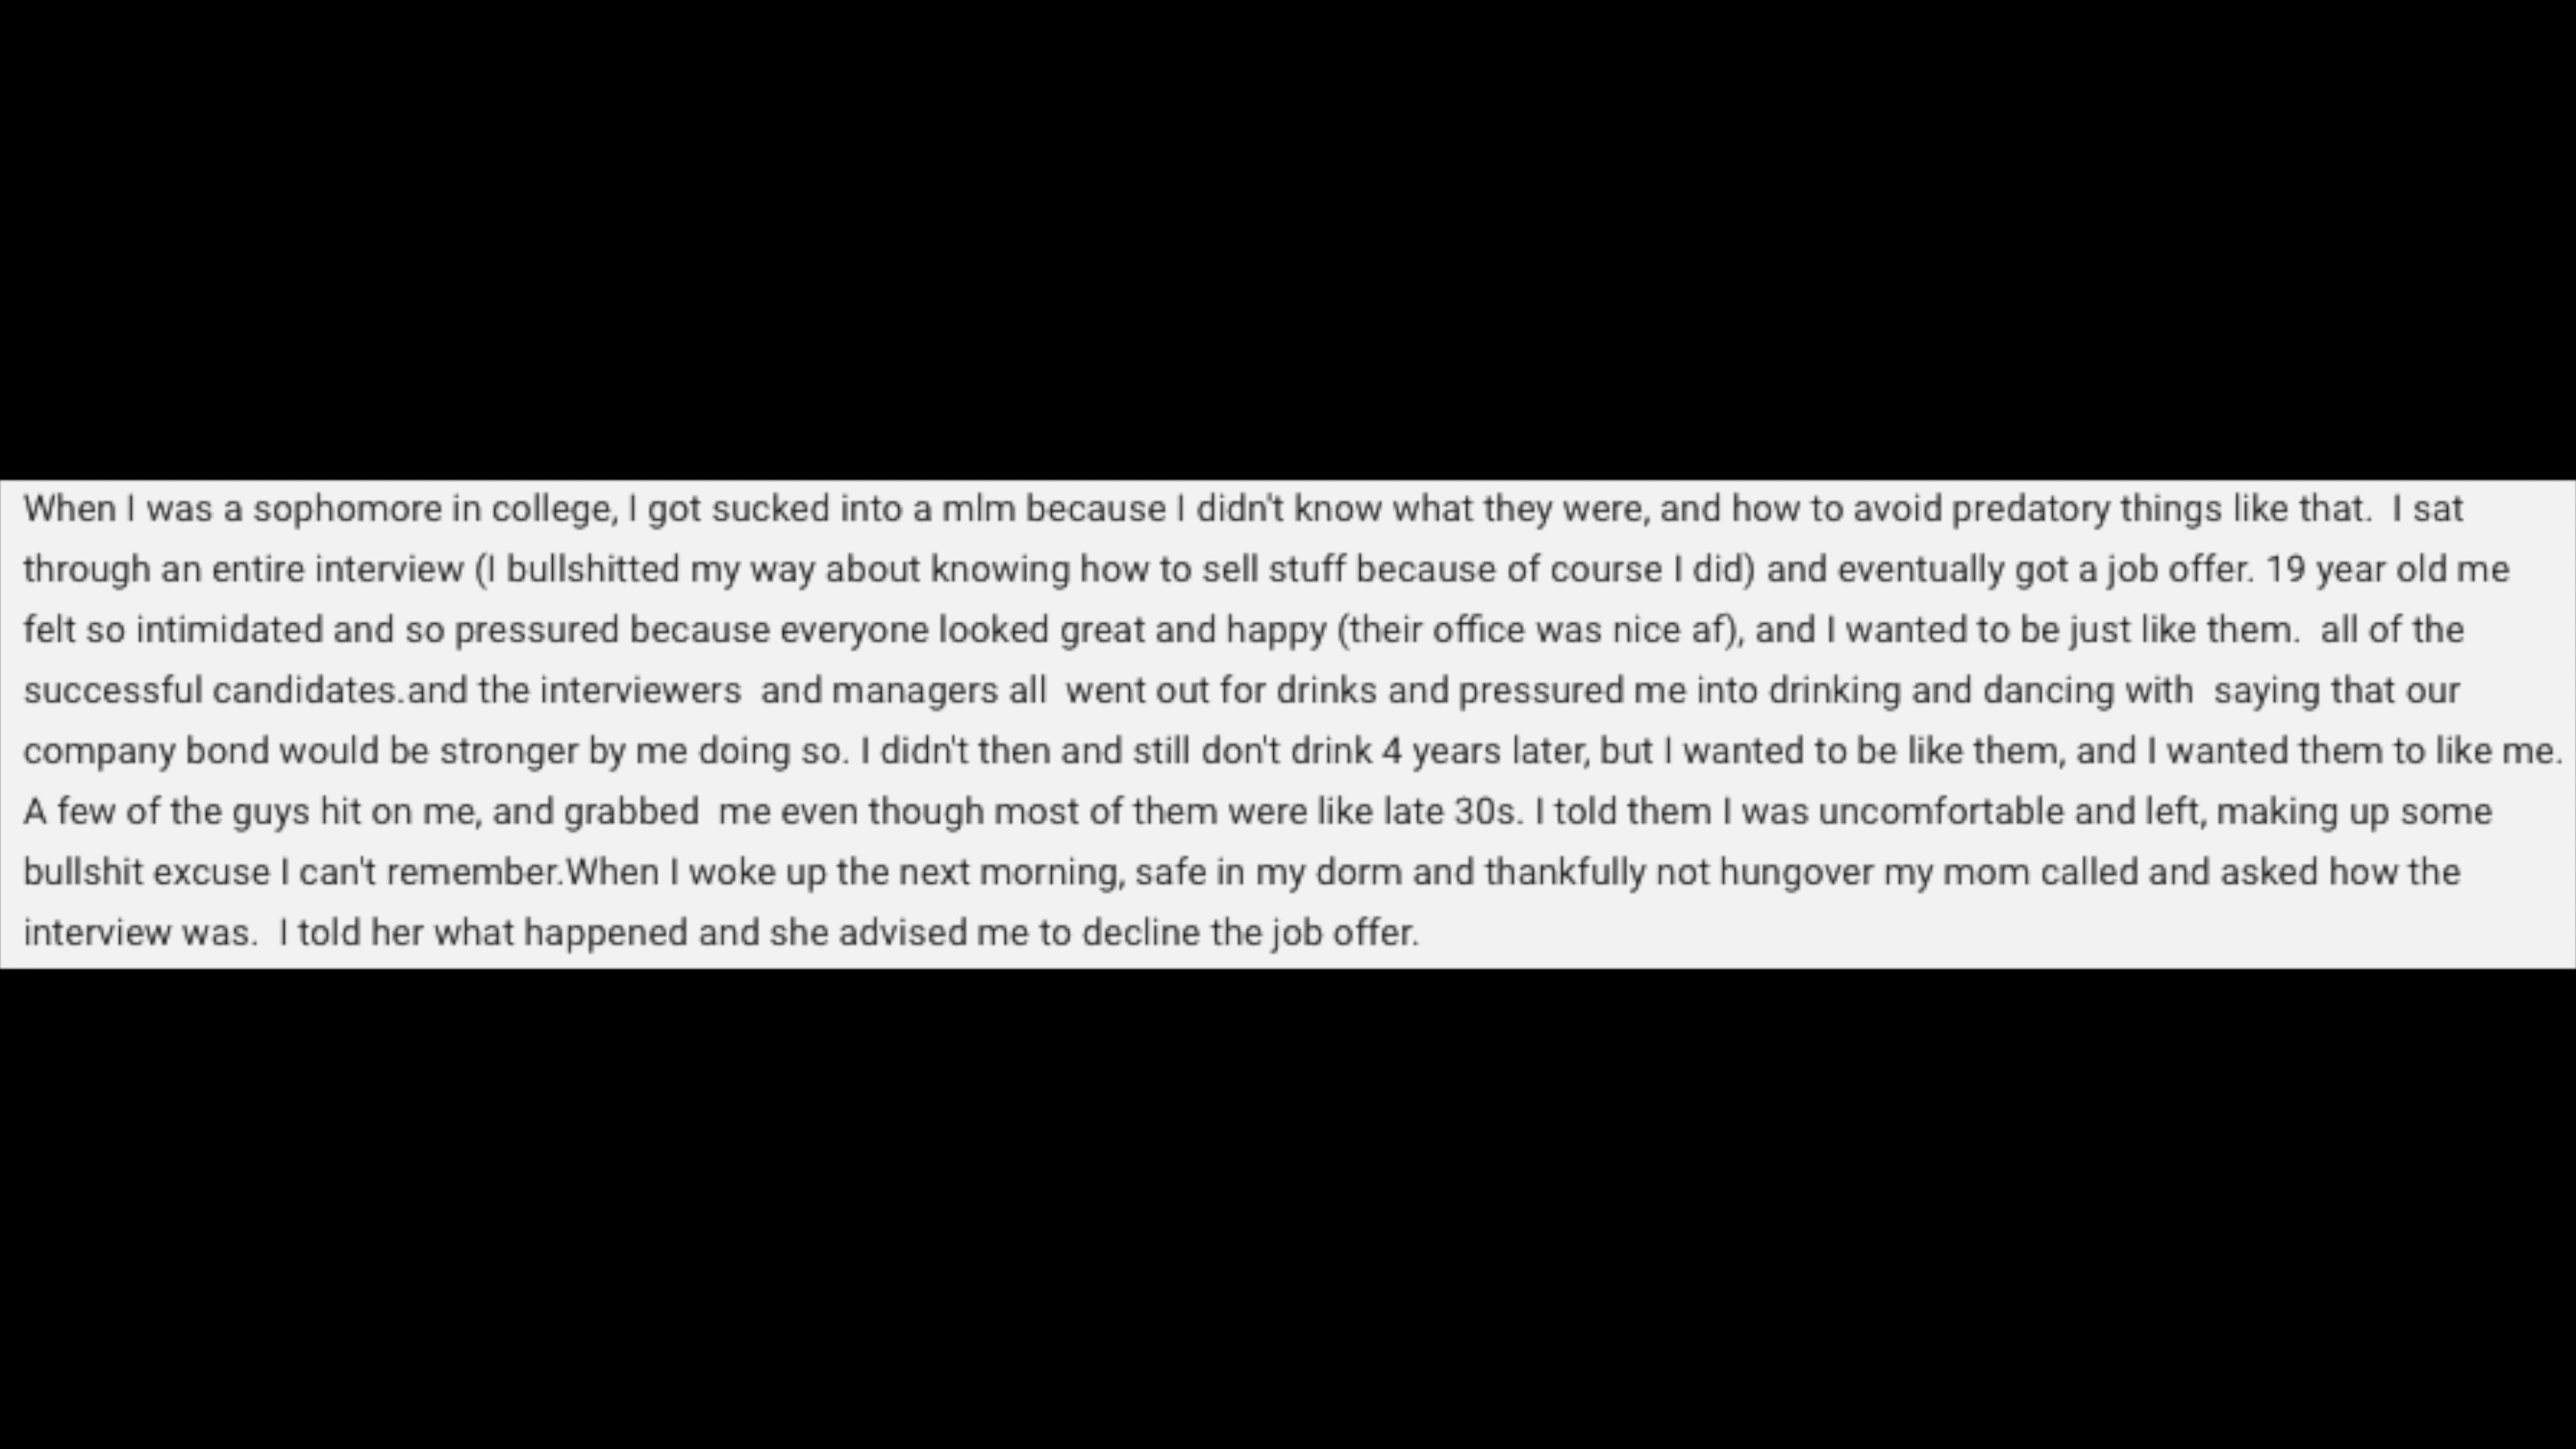 When I was a sophomore in college, I got sucked into a mlm because I didn't know what they were, and how to avoid predatory things like that.  I sat
through an entire interview (I bullshitted my way about knowing how to sell stuff because of course I did) and eventually got a job offer. 19 year old me
felt so intimidated and so pressured because everyone looked great and happy (their office was nice af), and I wanted to be just like them.  all of the
successful candidates.and the interviewers  and managers all  went out for drinks and pressured me into drinking and dancing with  saying that our
company bond would be stronger by me doing so. I didn't then and still don't drink 4 years later, but I wanted to be like them, and I wanted them to like me.
A few of the guys hit on me, and grabbed  me even though most of them were like late 30s. I told them I was uncomfortable and left, making up some
bullshit excuse I can't remember.When I woke up the next morning, safe in my dorm and thankfully not hungover my mom called and asked how the
interview was.  I told her what happened and she advised me to decline the job offer.